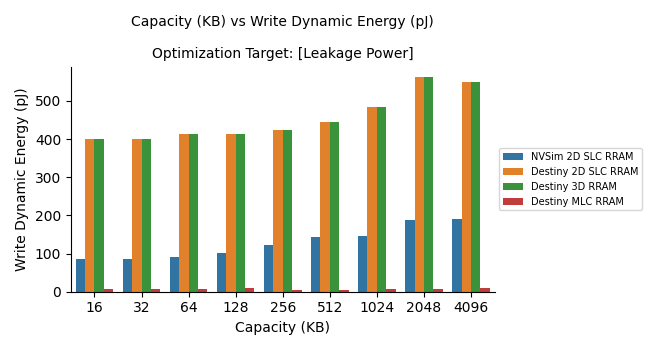 Capacity (KB) vs Write Dynamic Energy (pJ)
Optimization Target: [Leakage Power]
Write Dynamic Energy (pJ)
500
400
300
200
100
0
16 32 64 128 256 512 1024 2048 4096
Capacity (KB)
NVSim 2D SLC RRAM
Destiny 2D SLC RRAM
Destiny 3D RRAM
Destiny MLC RRAM